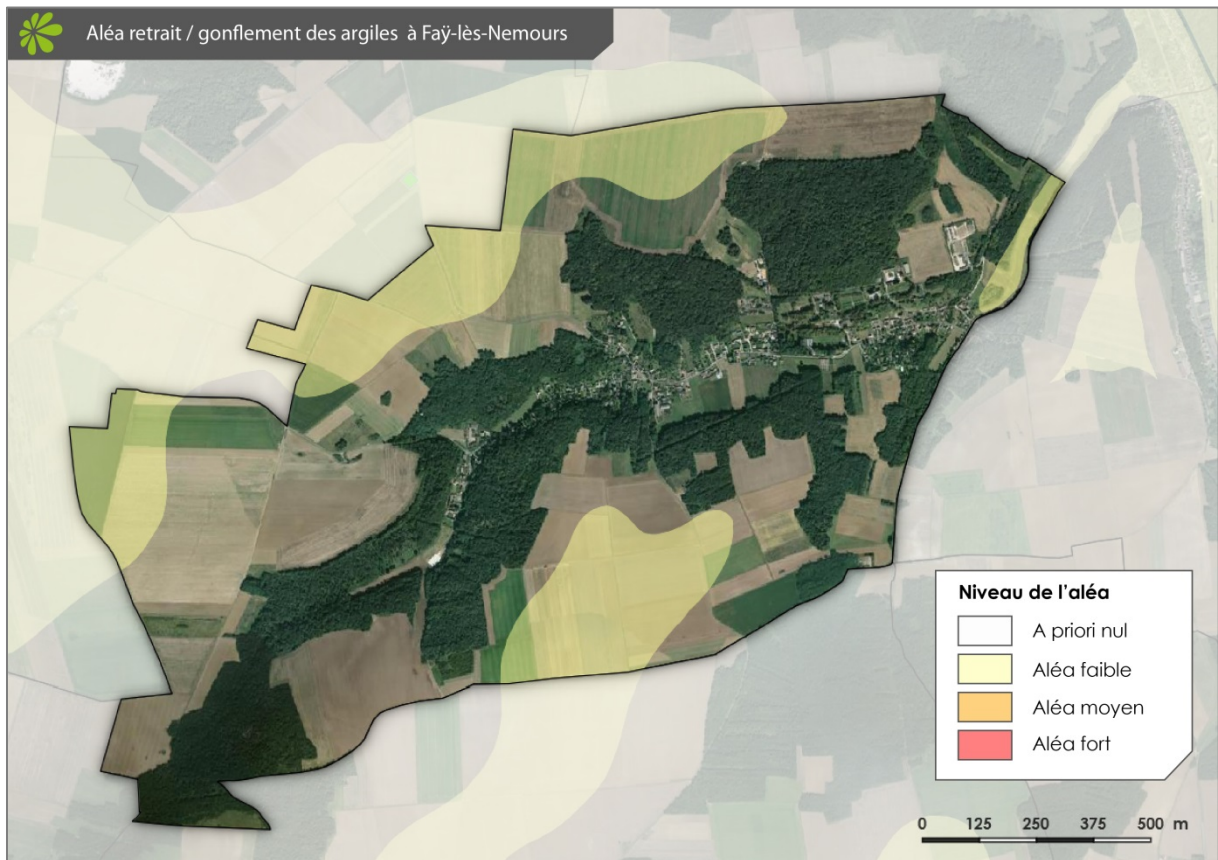 Aléa retrait / gonflement des argiles à Faÿ-lès-Nemours
Niveau de l'aléa
A priori nul
Aléa faible
Aléa moyen
Aléa fort
0 125 250 375 500 m